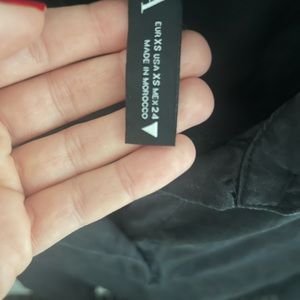 A
EUR XS USA XS MEX 24
MADE IN MOROCCO